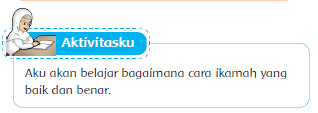 Aktivitasku
Aku akan belajar bagaimana cara ikamah yang
baik dan benar.